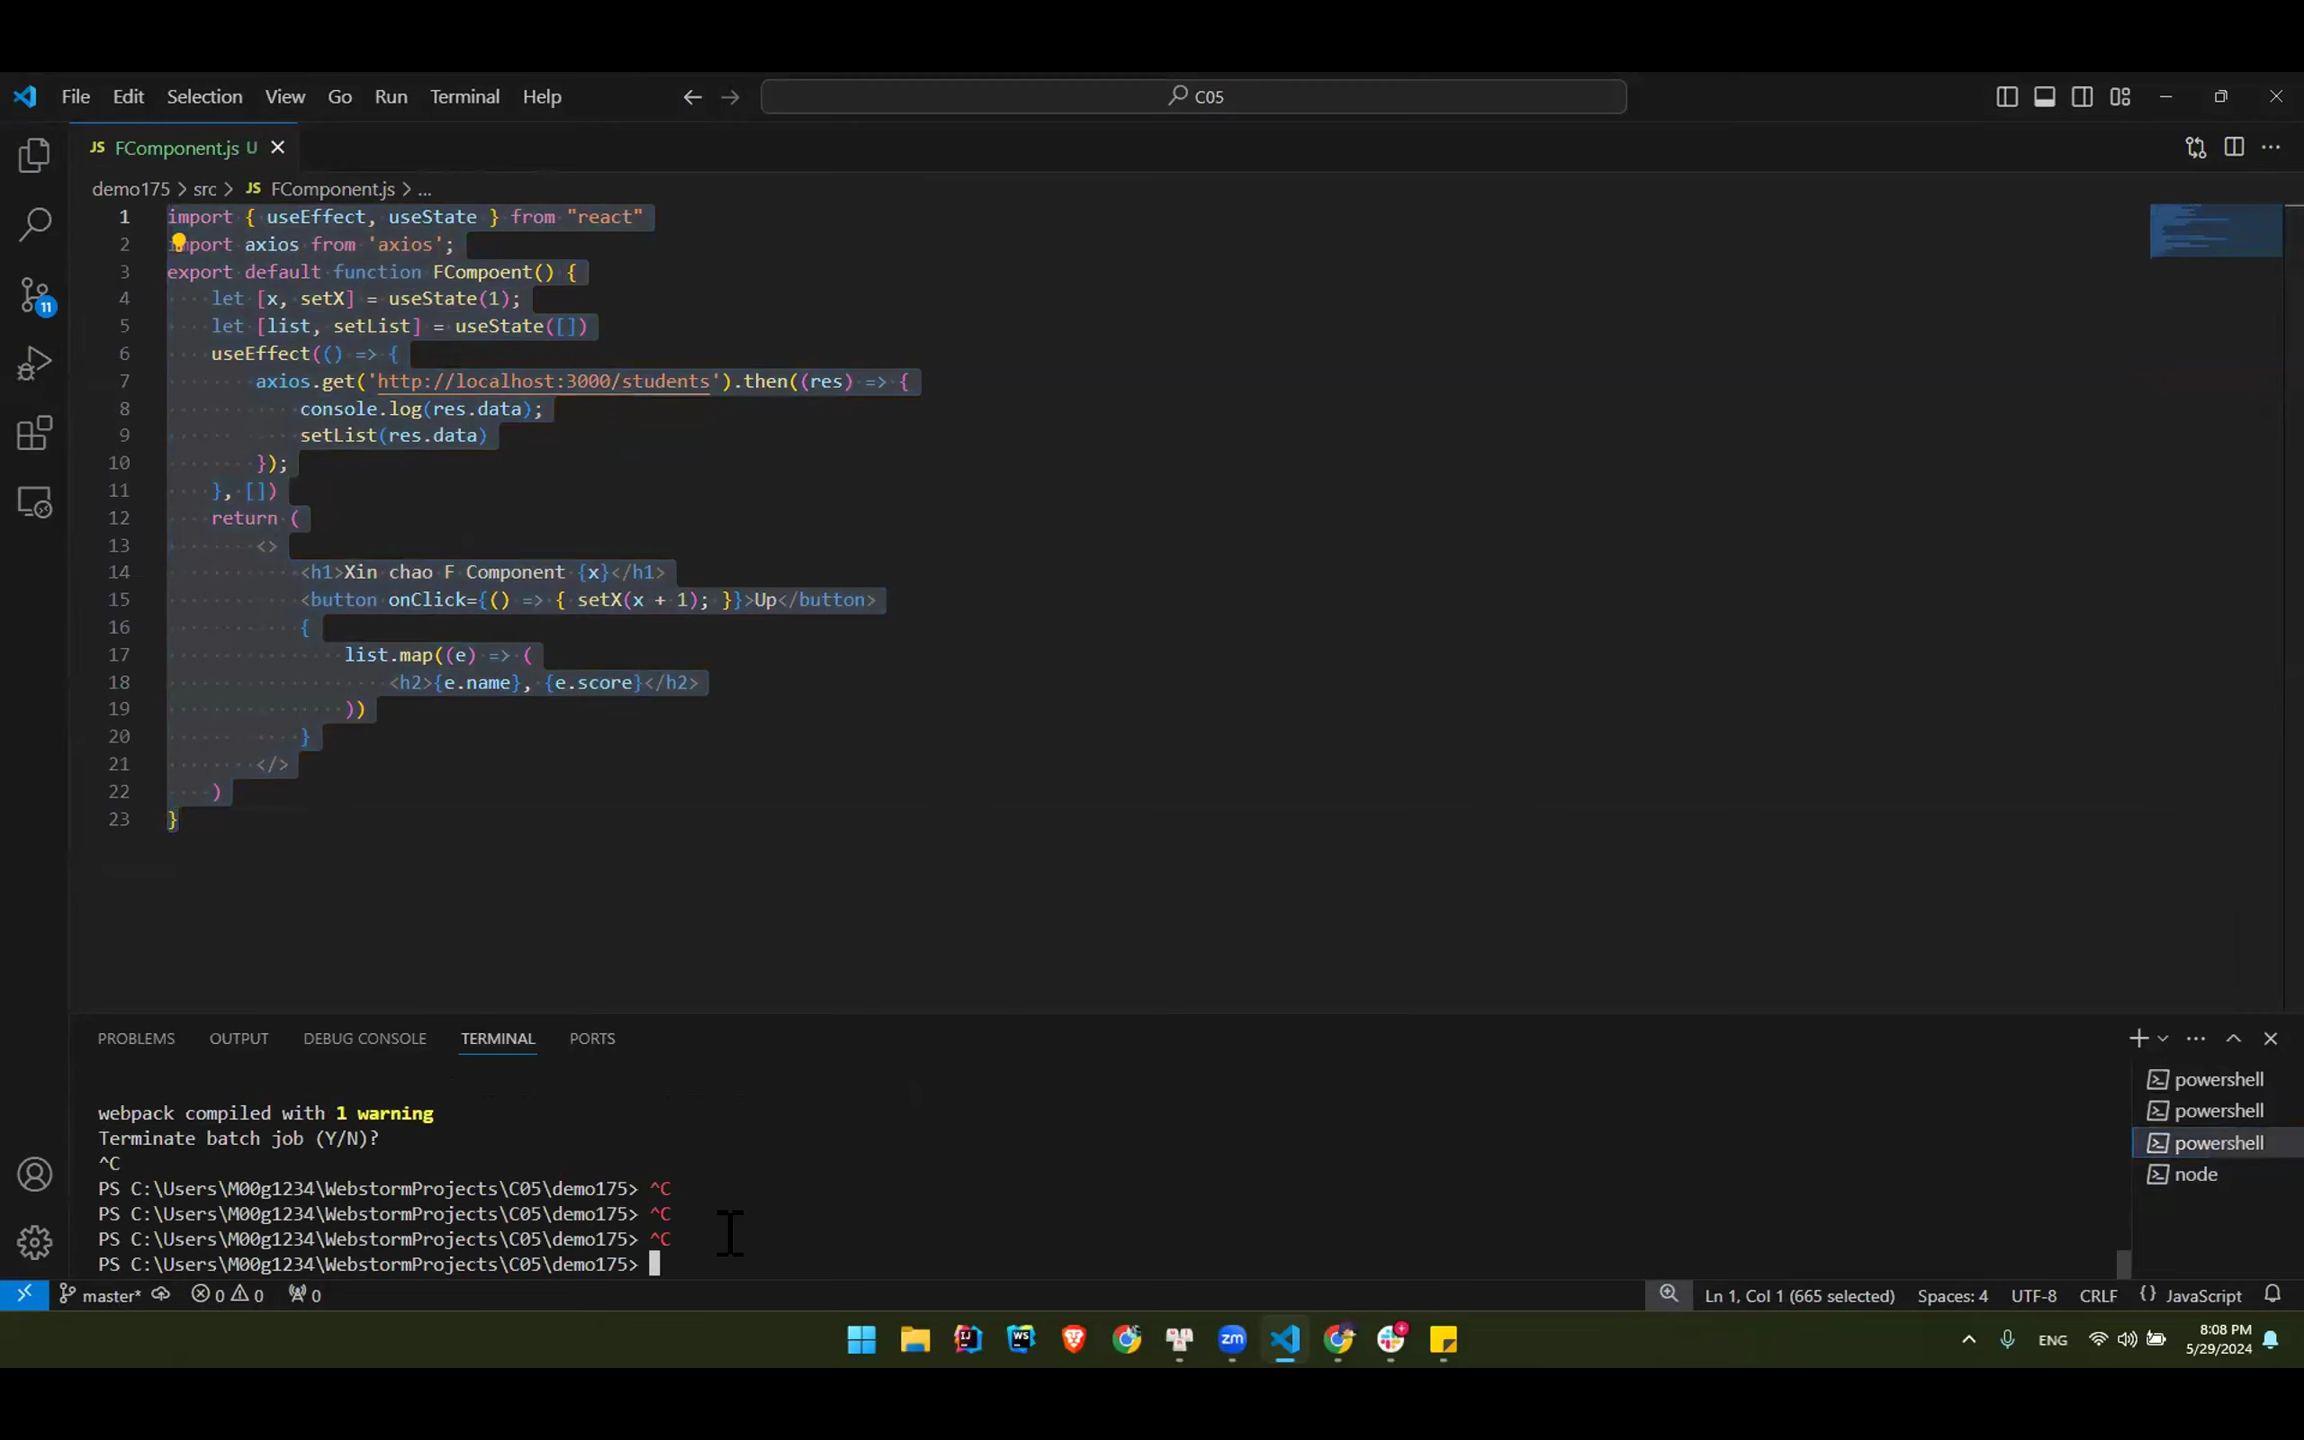 File Edit Selection View Go Run Terminal Help
C05
JS FComponent.js U
demo175 > src > JS FComponent.js > ...
1 import { useEffect, useState } from "react"
2 import axios from 'axios';
3 export default function FCompoent() {
4 let [x, setX] = useState(1);
5 let [list, setList] = useState([])
6 useEffect(() => {
7 axios.get('http://localhost:3000/students').then((res) => {
8 console.log(res.data);
9 setList(res.data)
10 });
11 }, [])
12 return (
13 <>
14 <h1>Xin chao F Component {x}</h1>
15 <button onClick={() => { setX(x + 1); }}>Up</button>
16 {
17 list.map((e) => (
18 <h2>{e.name}, {e.score}</h2>
19 ))
20 }
21 </>
22 )
23 }
11
PROBLEMS OUTPUT DEBUG CONSOLE TERMINAL PORTS
webpack compiled with 1 warning
Terminate batch job (Y/N)?
^C
PS C:\Users\M00g1234\WebstormProjects\C05\demo175> ^C
PS C:\Users\M00g1234\WebstormProjects\C05\demo175> ^C
PS C:\Users\M00g1234\WebstormProjects\C05\demo175> ^C
PS C:\Users\M00g1234\WebstormProjects\C05\demo175>
powershell
powershell
powershell
node
master* 0 0 0 Ln 1, Col 1 (665 selected) Spaces: 4 UTF-8 CRLF {} JavaScript
IJ WS zm ENG 8:08 PM
5/29/2024